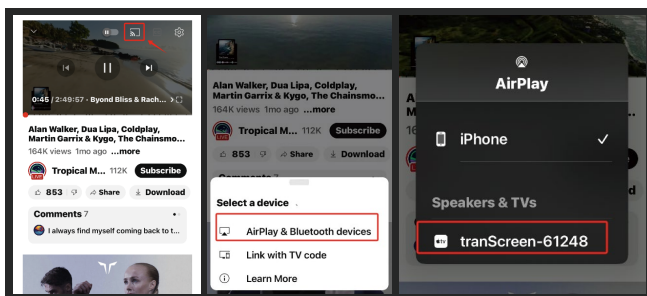 0:45 / 2:49:57 · Byond Bliss & Rach... >
Alan Walker, Dua Lipa, Coldplay,
Martin Garrix & Kygo, The Chainsmo...
164K views 1mo ago ...more
LIVE
Tropical M... 112K Subscribe
853 Share Download
Comments 7
I always find myself coming back to t...
Alan Walker, Dua Lipa, Coldplay,
Martin Garrix & Kygo, The Chainsmo...
164K views 1mo ago ...more
LIVE
Tropical M... 112K Subscribe
853 Share Download
Select a device
AirPlay & Bluetooth devices
Link with TV code
Learn More
AirPlay
iPhone
Speakers & TVs
tv
tranScreen-61248